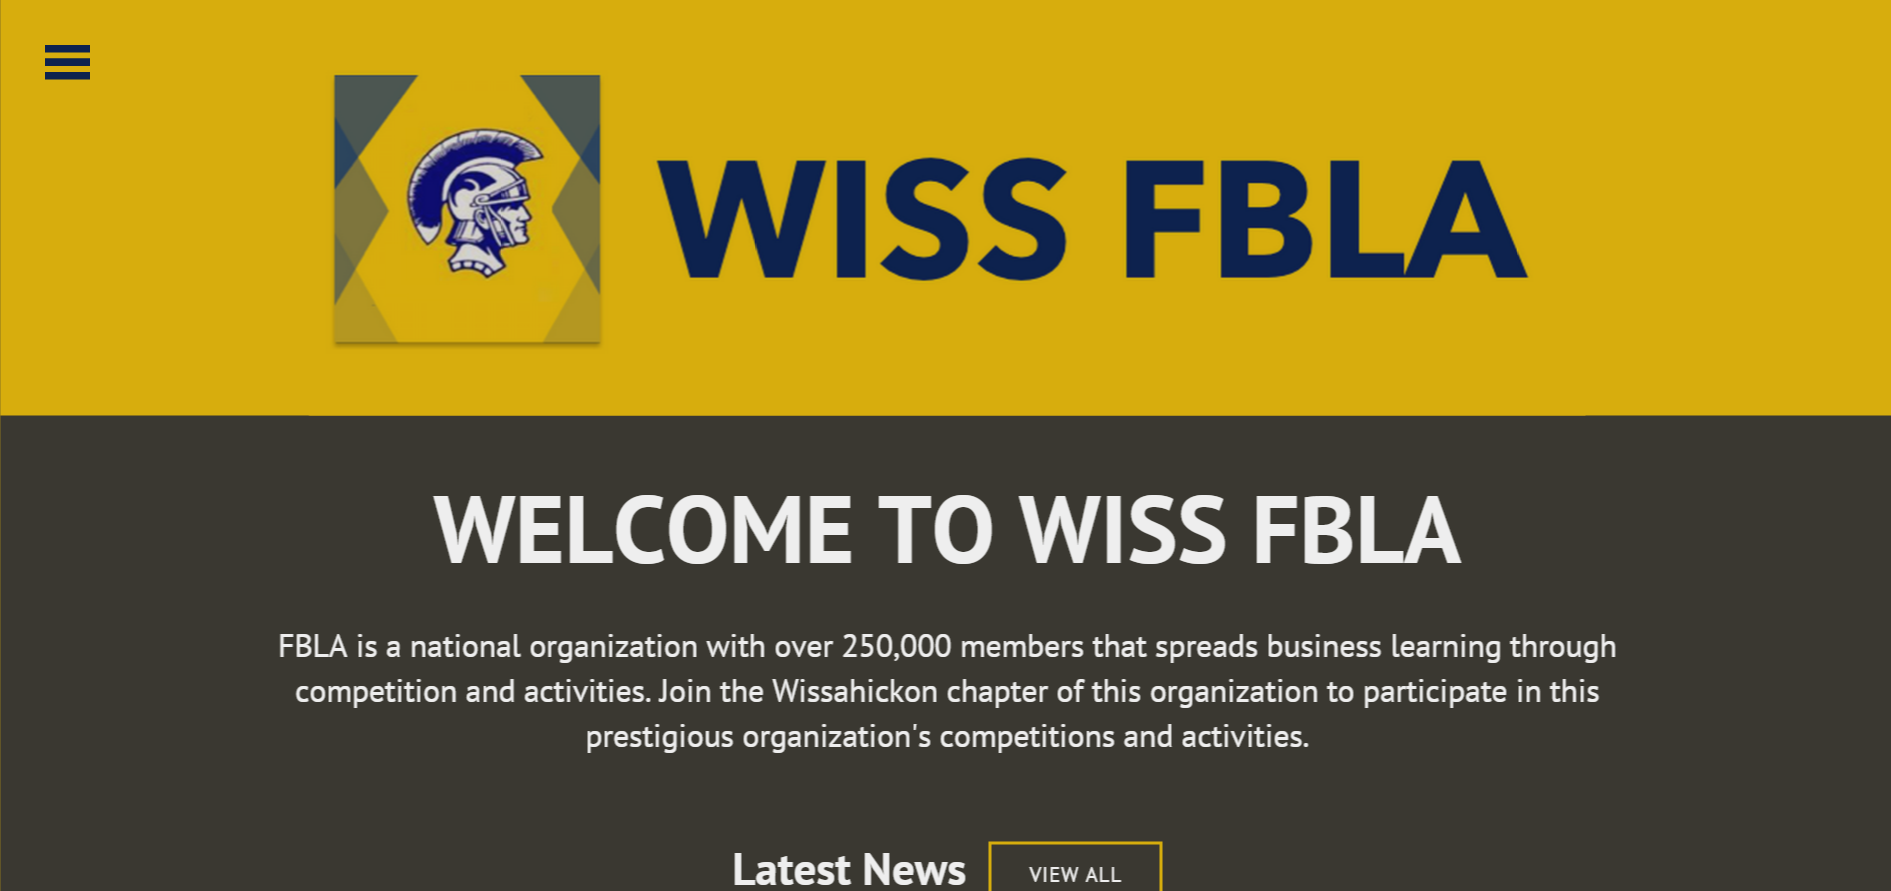 WISS FBLA
WELCOME TO WISS FBLA
FBLA is a national organization with over 250,000 members that spreads business learning through
competition and activities. Join the Wissahickon chapter of this organization to participate in this
prestigious organization's competitions and activities.
Latest News
VIEW ALL